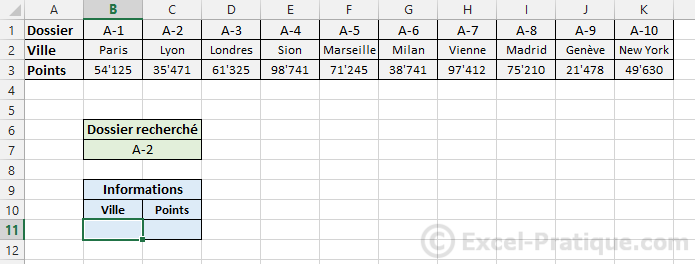 A B C D E F G H I J K
1 Dossier A-1 A-2 A-3 A-4 A-5 A-6 A-7 A-8 A-9 A-10
2 Ville Paris Lyon Londres Sion Marseille Milan Vienne Madrid Genève New York
3 Points 54'125 35'471 61'325 98'741 71'245 38'741 97'412 75'210 21'478 49'630
4
5
6 Dossier recherché
7 A-2
8
9 Informations
10 Ville Points
11
12
© Excel-Pratique.com